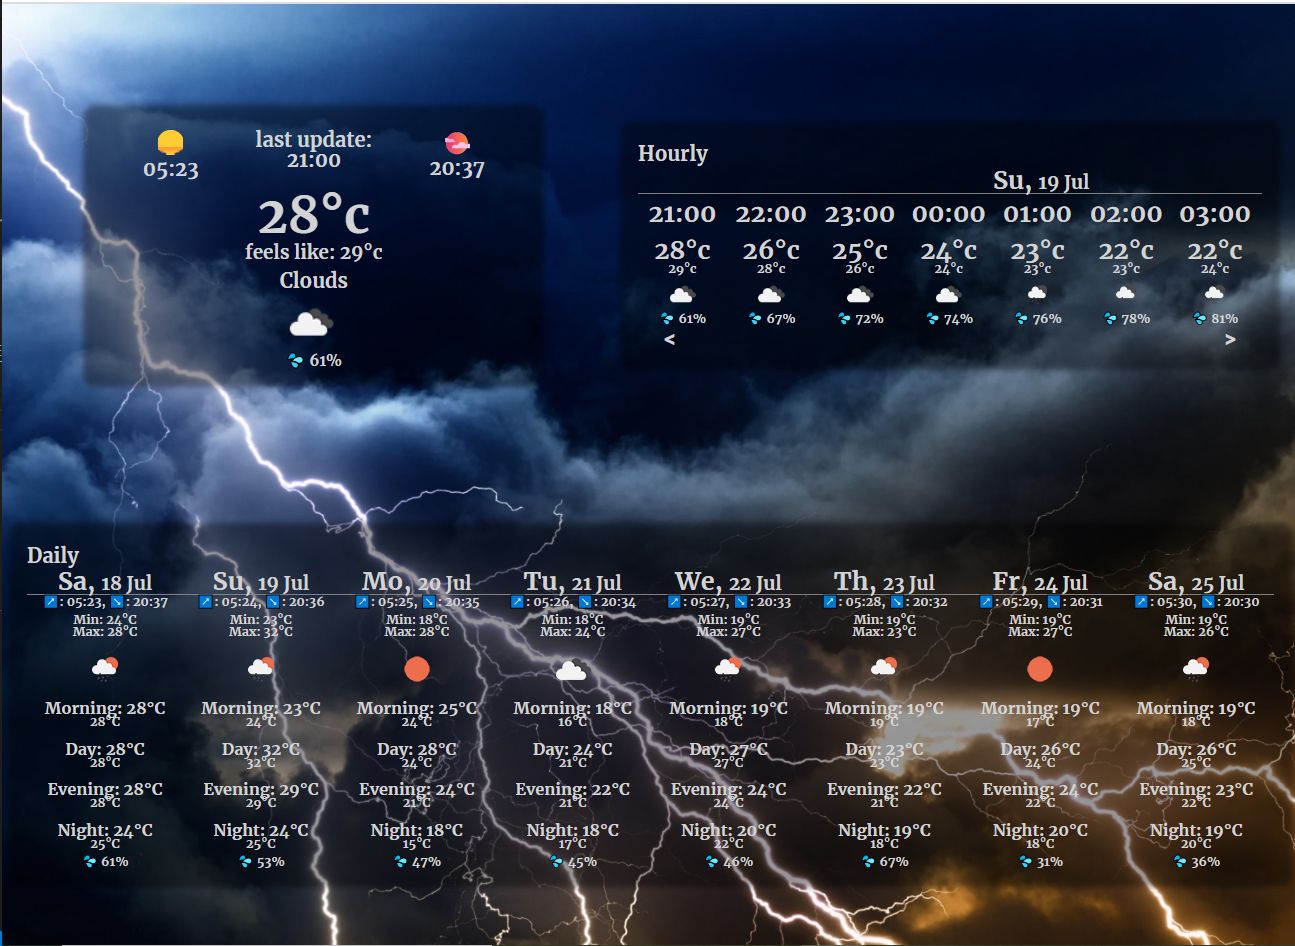 last update:
05:23 21:00 20:37
28°c
feels like: 29°c
Clouds
61%
Hourly
Su, 19 Jul
21:00 22:00 23:00 00:00 01:00 02:00 03:00
28°c 26°c 25°c 24°c 23°c 22°c 22°c
29°c 28°c 26°c 24°c 23°c 23°c 24°c
61% 67% 72% 74% 76% 78% 81%
< >
Daily
Sa, 18 Jul Su, 19 Jul Mo, 20 Jul Tu, 21 Jul We, 22 Jul Th, 23 Jul Fr, 24 Jul Sa, 25 Jul
↗: 05:23, ↘: 20:37 ↗: 05:24, ↘: 20:36 ↗: 05:25, ↘: 20:35 ↗: 05:26, ↘: 20:34 ↗: 05:27, ↘: 20:33 ↗: 05:28, ↘: 20:32 ↗: 05:29, ↘: 20:31 ↗: 05:30, ↘: 20:30
Min: 24°C Min: 23°C Min: 18°C Min: 18°C Min: 19°C Min: 19°C Min: 19°C Min: 19°C
Max: 28°C Max: 32°C Max: 28°C Max: 24°C Max: 27°C Max: 23°C Max: 27°C Max: 26°C
Morning: 28°C Morning: 23°C Morning: 25°C Morning: 18°C Morning: 19°C Morning: 19°C Morning: 19°C Morning: 19°C
28°C 24°C 24°C 16°C 18°C 19°C 17°C 18°C
Day: 28°C Day: 32°C Day: 28°C Day: 24°C Day: 27°C Day: 23°C Day: 26°C Day: 26°C
28°C 32°C 24°C 21°C 27°C 23°C 24°C 25°C
Evening: 28°C Evening: 29°C Evening: 24°C Evening: 22°C Evening: 24°C Evening: 22°C Evening: 24°C Evening: 23°C
28°C 29°C 21°C 21°C 24°C 21°C 22°C 22°C
Night: 24°C Night: 24°C Night: 18°C Night: 18°C Night: 20°C Night: 19°C Night: 20°C Night: 19°C
25°C 25°C 15°C 17°C 22°C 18°C 18°C 20°C
61% 53% 47% 45% 46% 67% 31% 36%